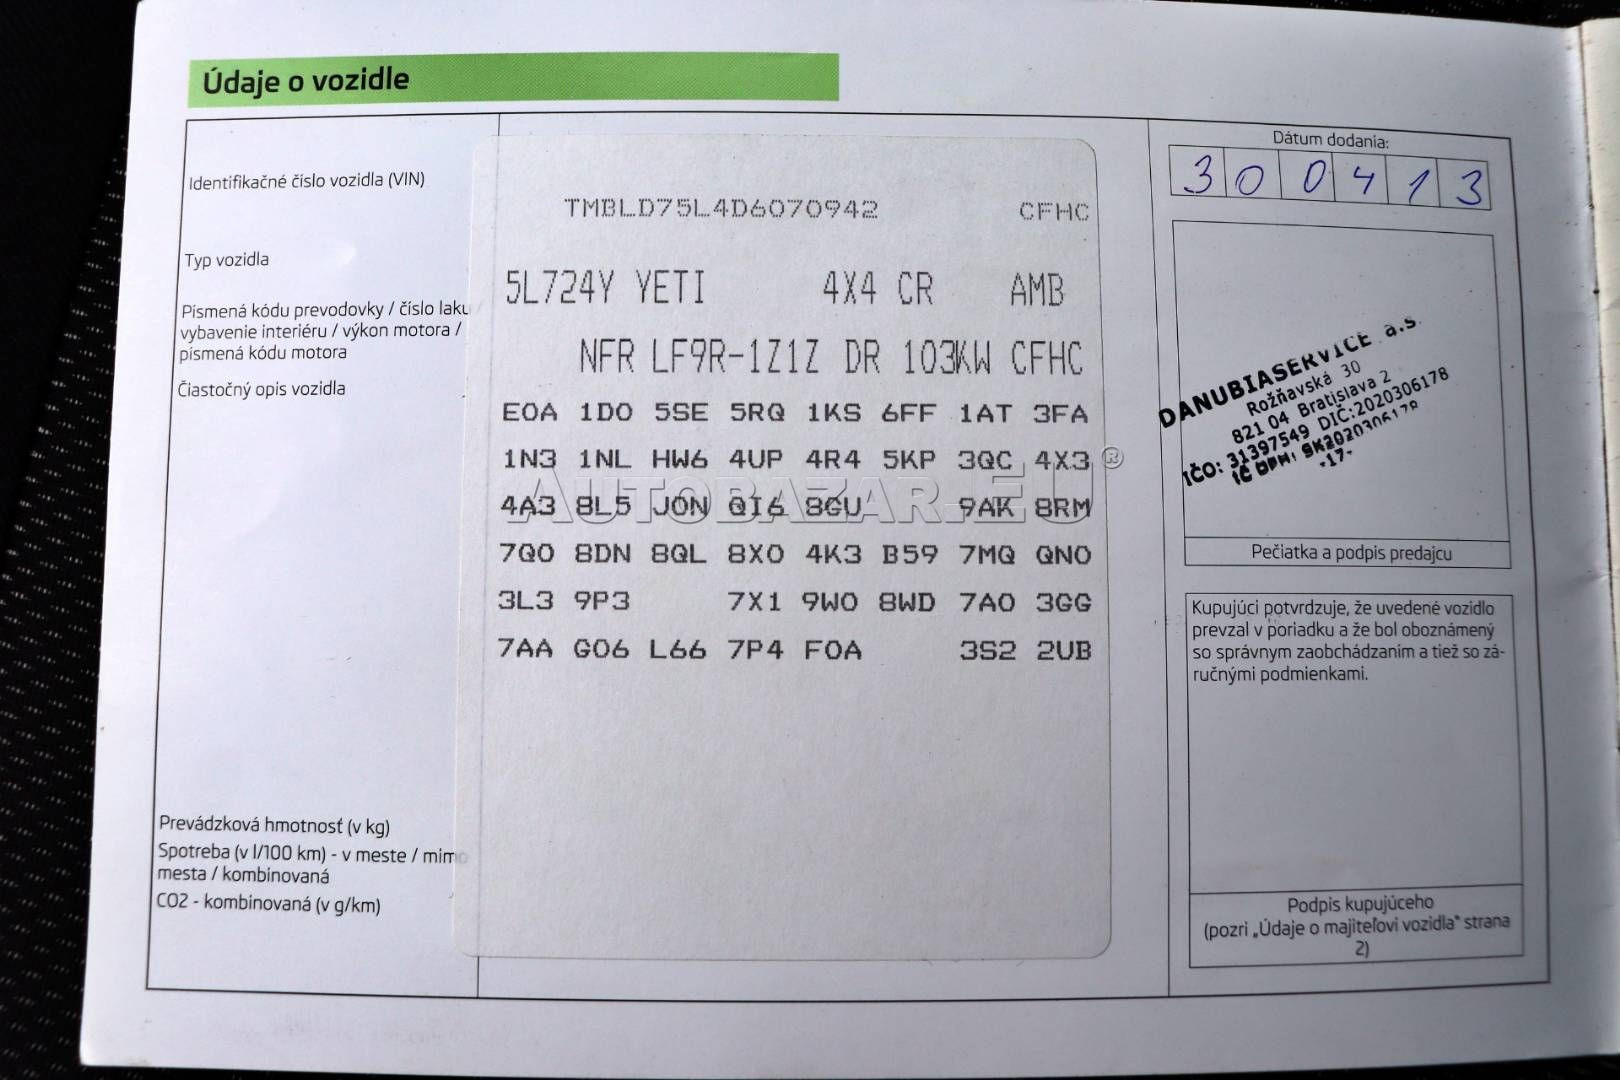 Údaje o vozidle
Identifikačné číslo vozidla (VIN)
TMBLD75L4D6070942 CFHC
Typ vozidla
5L724Y YETI 4X4 CR AMB
Písmená kódu prevodovky / číslo laku /
vybavenie interiéru / výkon motora /
písmená kódu motora
NFR LF9R-1Z1Z DR 103KW CFHC
Čiastočný opis vozidla
E0A 1D0 5SE 5RQ 1KS 6FF 1AT 3FA
1N3 1NL HW6 4UP 4R4 5KP 3QC 4X3
4A3 8L5 J0N QI6 8GU 9AK 8RM
7Q0 8DN 8QL 8X0 4K3 B59 7MQ QN0
3L3 9P3 7X1 9W0 8WD 7A0 3GG
7AA G06 L66 7P4 F0A 3S2 2UB
AUTOBAZAR.EU®
Prevádzková hmotnosť (v kg)
Spotreba (v l/100 km) - v meste / mimo
mesta / kombinovaná
CO2 - kombinovaná (v g/km)
Dátum dodania:
300413
DANUBIASERVICE a.s.
Rožňavská 30
821 04 Bratislava 2
IČO: 31397549 DIČ:2020306178
IČ DPH: SK2020306178
-17-
Pečiatka a podpis predajcu
Kupujúci potvrdzuje, že uvedené vozidlo
prevzal v poriadku a že bol oboznámený
so správnym zaobchádzaním a tiež so zá-
ručnými podmienkami.
Podpis kupujúceho
(pozri „Údaje o majiteľovi vozidla" strana
2)